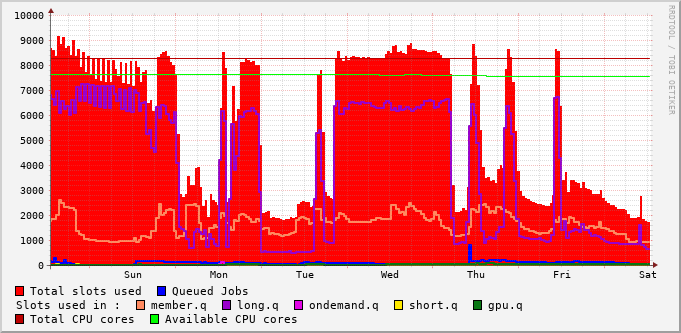 10000
9000
8000
7000
6000
5000
4000
3000
2000
1000
0
Sun Mon Tue Wed Thu Fri Sat
RRDTOOL / TOBI OETIKER
Total slots used Queued Jobs
Slots used in : member.q long.q ondemand.q short.q gpu.q
Total CPU cores Available CPU cores